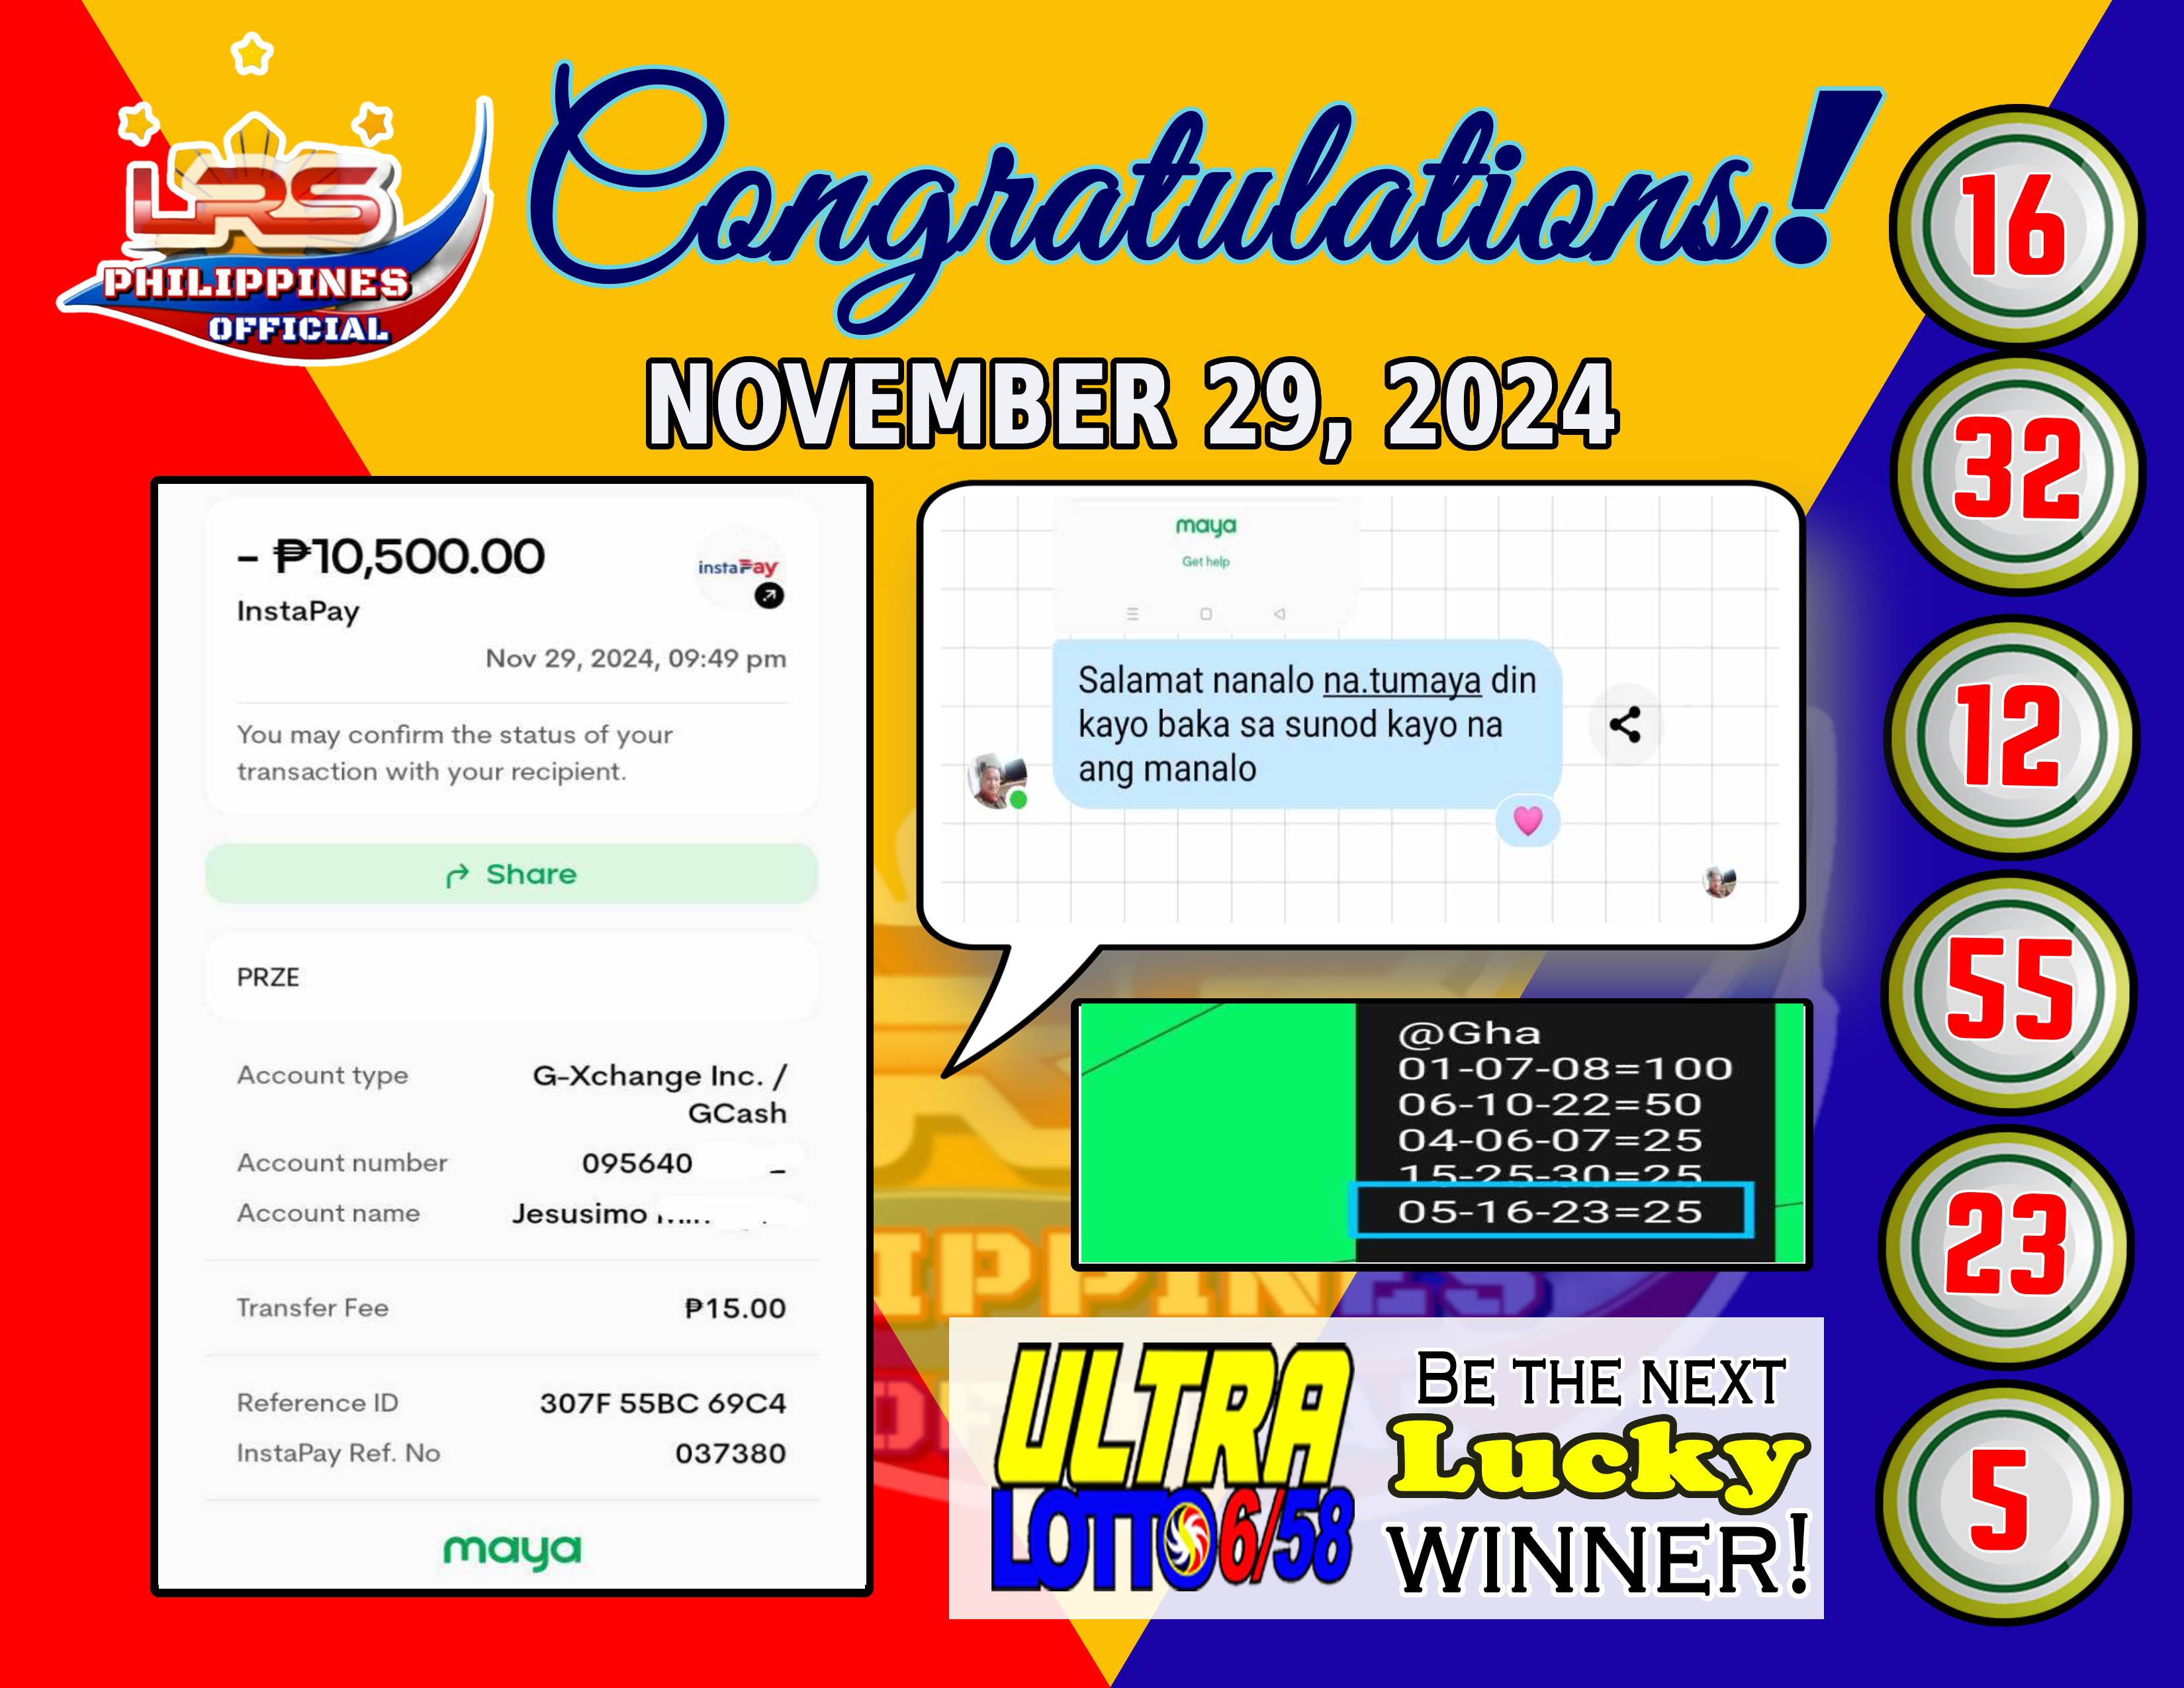 LRS
PHILIPPINES
OFFICIAL
Congratulations!
NOVEMBER 29, 2024
- ₱10,500.00
instaPay
InstaPay
Nov 29, 2024, 09:49 pm
You may confirm the status of your
transaction with your recipient.
Share
PRZE
Account type G-Xchange Inc. /
GCash
Account number 095640
Account name Jesusimo
Transfer Fee ₱15.00
Reference ID 307F 55BC 69C4
InstaPay Ref. No 037380
maya
maya
Get help
Salamat nanalo na.tumaya din
kayo baka sa sunod kayo na
ang manalo
@Gha
01-07-08=100
06-10-22=50
04-06-07=25
15-25-30=25
05-16-23=25
ULTRA
LOTTO 6/58
BE THE NEXT
Lucky
WINNER!
16
32
12
55
23
5